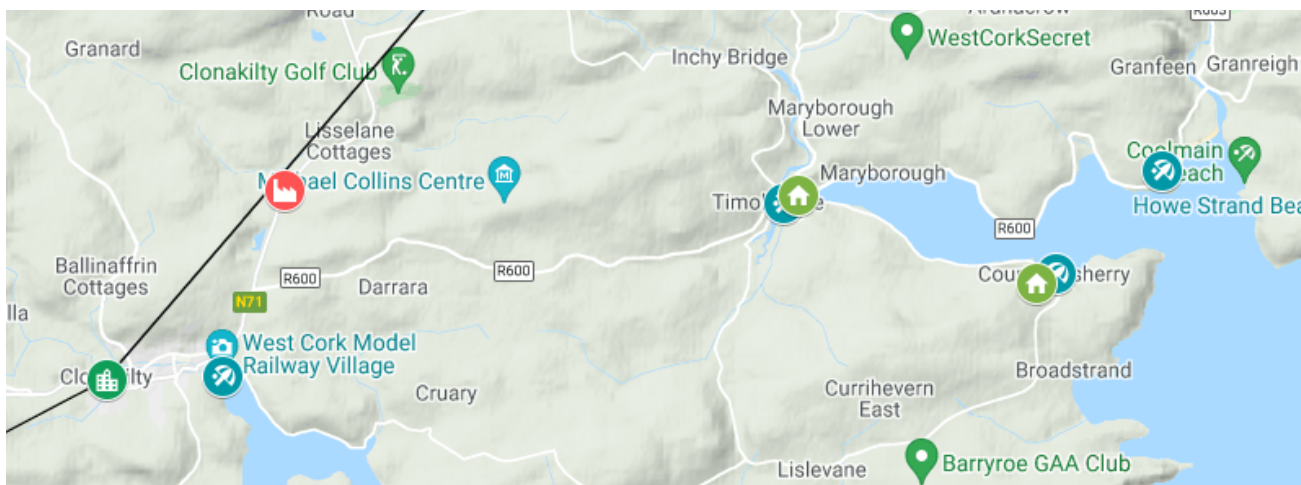 Road
Granard
Clonakilty Golf Club
Lisselane
Cottages
Michael Collins Centre
Inchy Bridge
WestCorkSecret
Granfeen
Granreigh
Maryborough
Lower
Maryborough
Coolmain
Beach
Howe Strand Bea
R600
R600
R600
N71
Ballinaffrin
Cottages
lla
Darrara
West Cork Model
Railway Village
Cruary
Broadstrand
Currihevern
East
Lislevane
Barryroe GAA Club